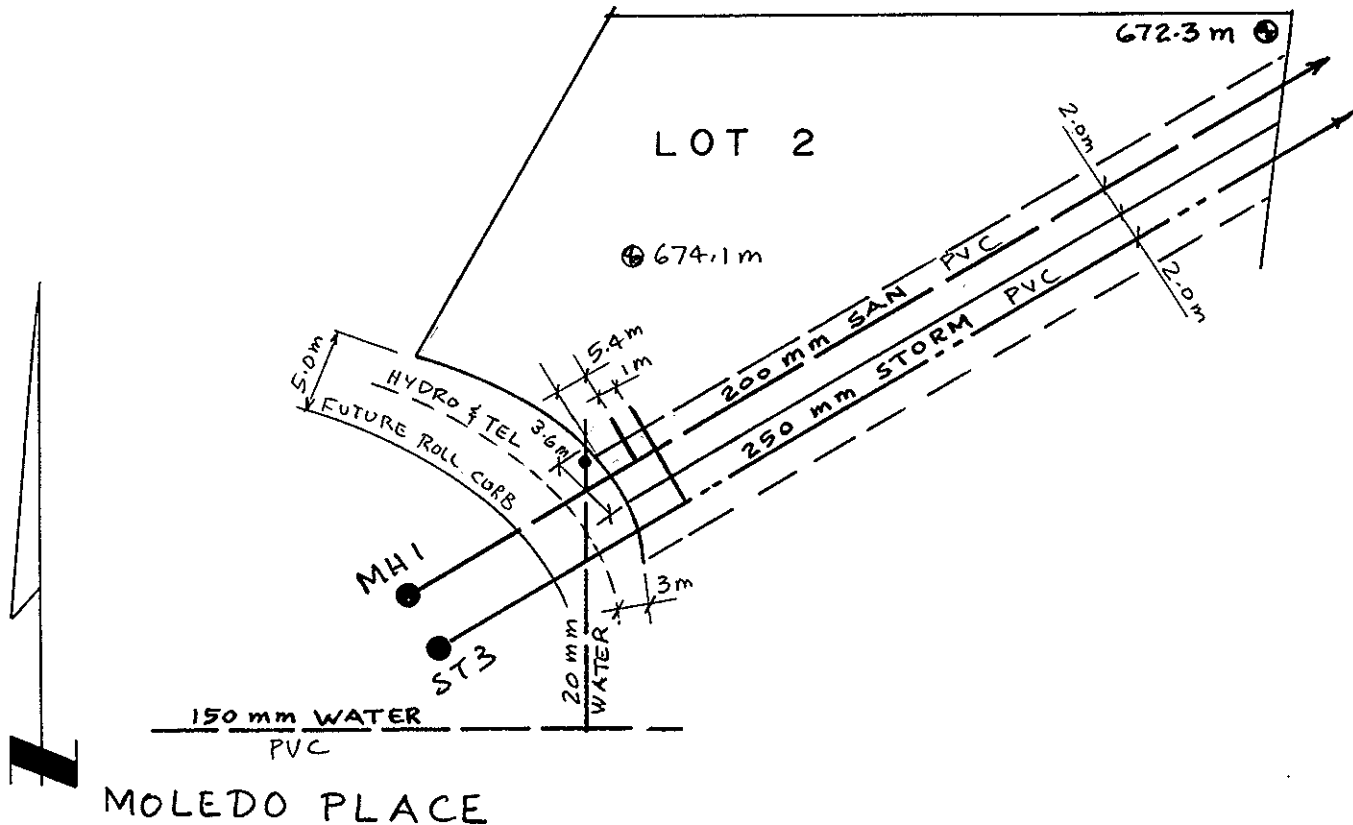 672.3 m
LOT 2
2.0m
674.1 m
200 mm SAN PVC
250 mm STORM PVC
2.0m
5.4m
1m
5.0m
HYDRO & TEL
3.6m
FUTURE ROLL CURB
MH1
3m
ST3
20 mm
WATER
150 mm WATER
PVC
MOLEDO PLACE